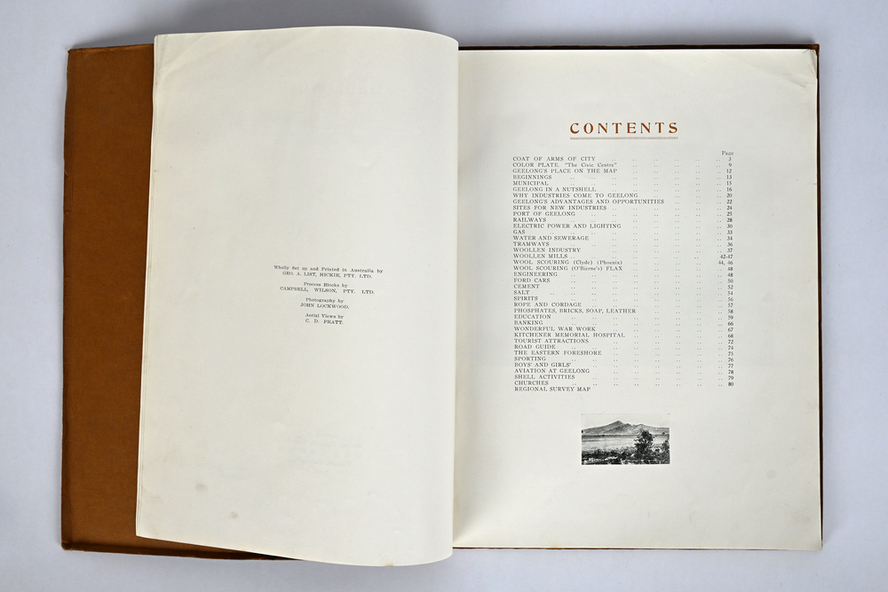 Wholly Set up and Printed in Australia by
GEO. A. LIST, HICKIE, PTY. LTD.
Process Blocks by
CAMPBELL, WILSON, PTY. LTD.
Photography by
JOHN LOCKWOOD.
Aerial Views by
C. D. PRATT.
CONTENTS
Page
COAT OF ARMS OF CITY 3
COLOR PLATE. "The Civic Centre" 9
GEELONG'S PLACE ON THE MAP 12
BEGINNINGS 13
MUNICIPAL 15
GEELONG IN A NUTSHELL 16
WHY INDUSTRIES COME TO GEELONG 20
GEELONG'S ADVANTAGES AND OPPORTUNITIES 22
SITES FOR NEW INDUSTRIES 24
PORT OF GEELONG 25
RAILWAYS 28
ELECTRIC POWER AND LIGHTING 30
GAS 33
WATER AND SEWERAGE 34
TRAMWAYS 36
WOOLLEN INDUSTRY 37
WOOLLEN MILLS 42-47
WOOL SCOURING (Clyde) (Phoenix) 44, 46
WOOL SCOURING (O'Bierne's) FLAX 48
ENGINEERING 48
FORD CARS 50
CEMENT 52
SALT 54
SPIRITS 56
ROPE AND CORDAGE 57
PHOSPHATES, BRICKS, SOAP, LEATHER 58
EDUCATION 59
BANKING 66
WONDERFUL WAR WORK 67
KITCHENER MEMORIAL HOSPITAL 68
TOURIST ATTRACTIONS 72
ROAD GUIDE 74
THE EASTERN FORESHORE 75
SPORTING 76
BOYS' AND GIRLS' 77
AVIATION AT GEELONG 78
SHELL ACTIVITIES 79
CHURCHES 80
REGIONAL SURVEY MAP